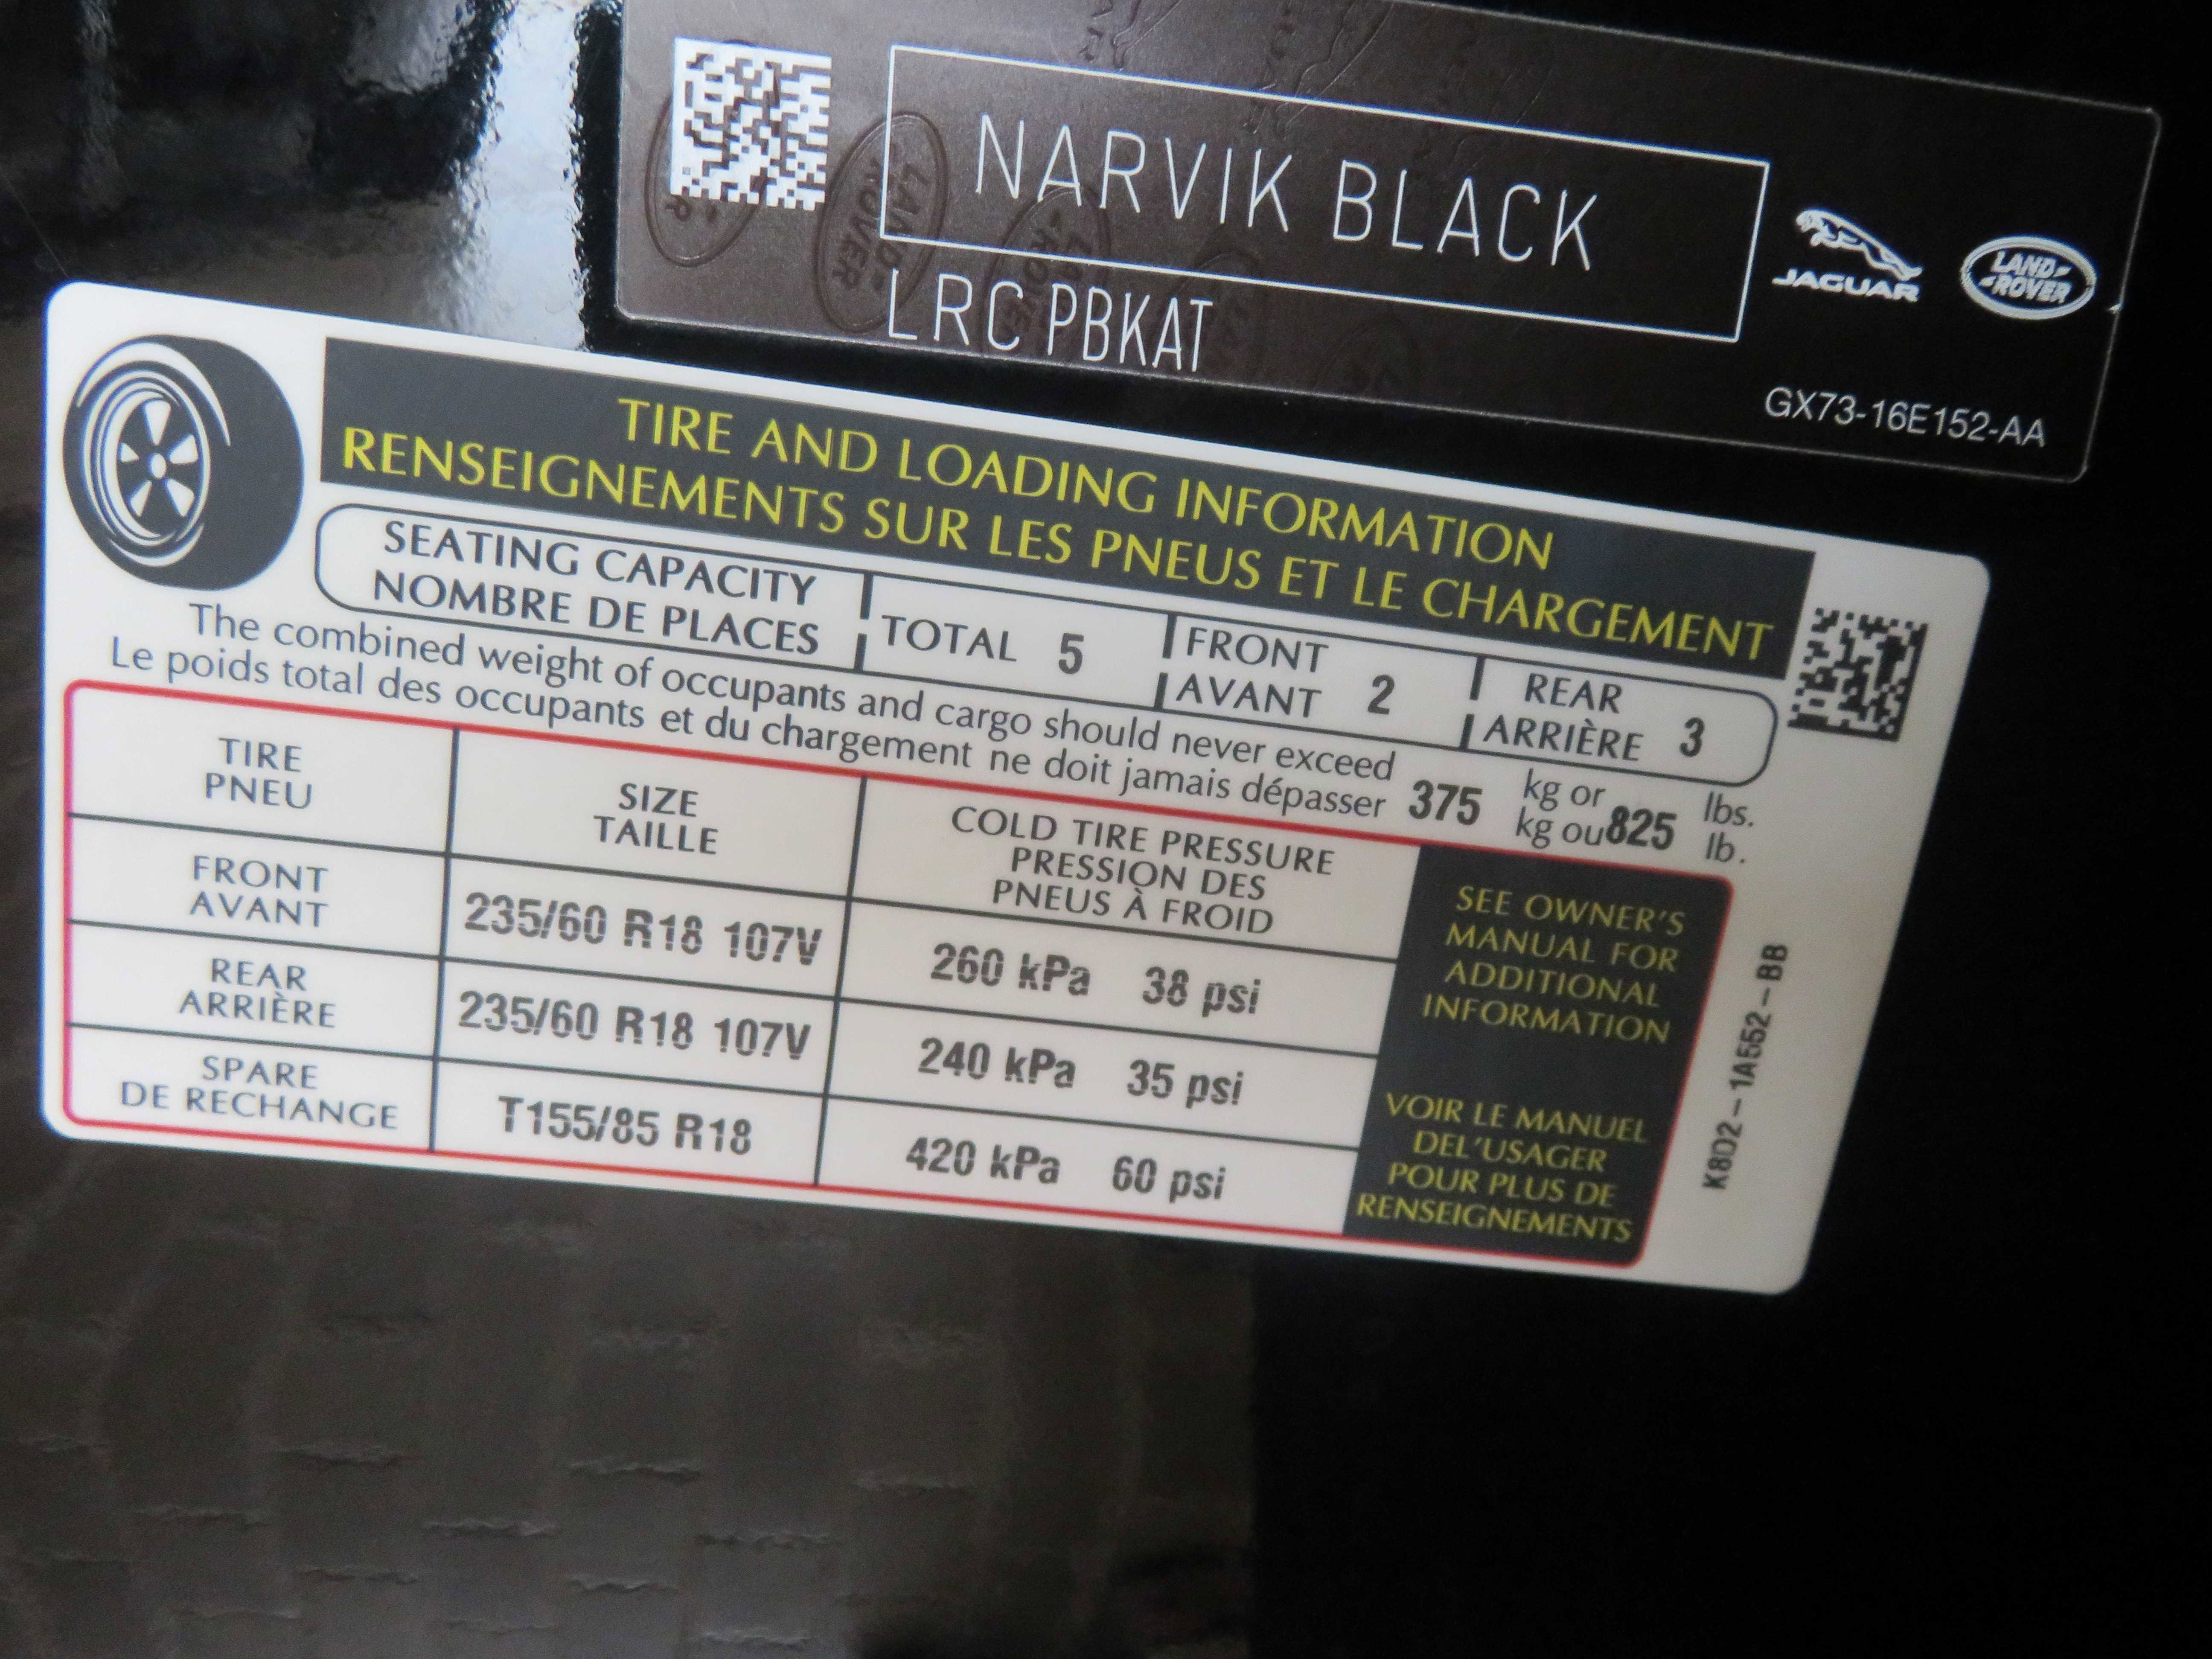 NARVIK BLACK
LRC PBKAT
JAGUAR
LAND-
-ROVER
GX73-16E152-AA
LAND-
-ROVER
TIRE AND LOADING INFORMATION
RENSEIGNEMENTS SUR LES PNEUS ET LE CHARGEMENT
SEATING CAPACITY
NOMBRE DE PLACES
TOTAL 5
FRONT
AVANT 2
REAR
ARRIÈRE 3
The combined weight of occupants and cargo should never exceed 375 kg or 825 lbs.
Le poids total des occupants et du chargement ne doit jamais dépasser kg ou lb.
TIRE
PNEU
SIZE
TAILLE
COLD TIRE PRESSURE
PRESSION DES
PNEUS À FROID
FRONT
AVANT
235/60 R18 107V
260 kPa 38 psi
REAR
ARRIÈRE
235/60 R18 107V
240 kPa 35 psi
SPARE
DE RECHANGE
T155/85 R18
420 kPa 60 psi
SEE OWNER'S
MANUAL FOR
ADDITIONAL
INFORMATION
VOIR LE MANUEL
DEL'USAGER
POUR PLUS DE
RENSEIGNEMENTS
K8D2-1A552-BB